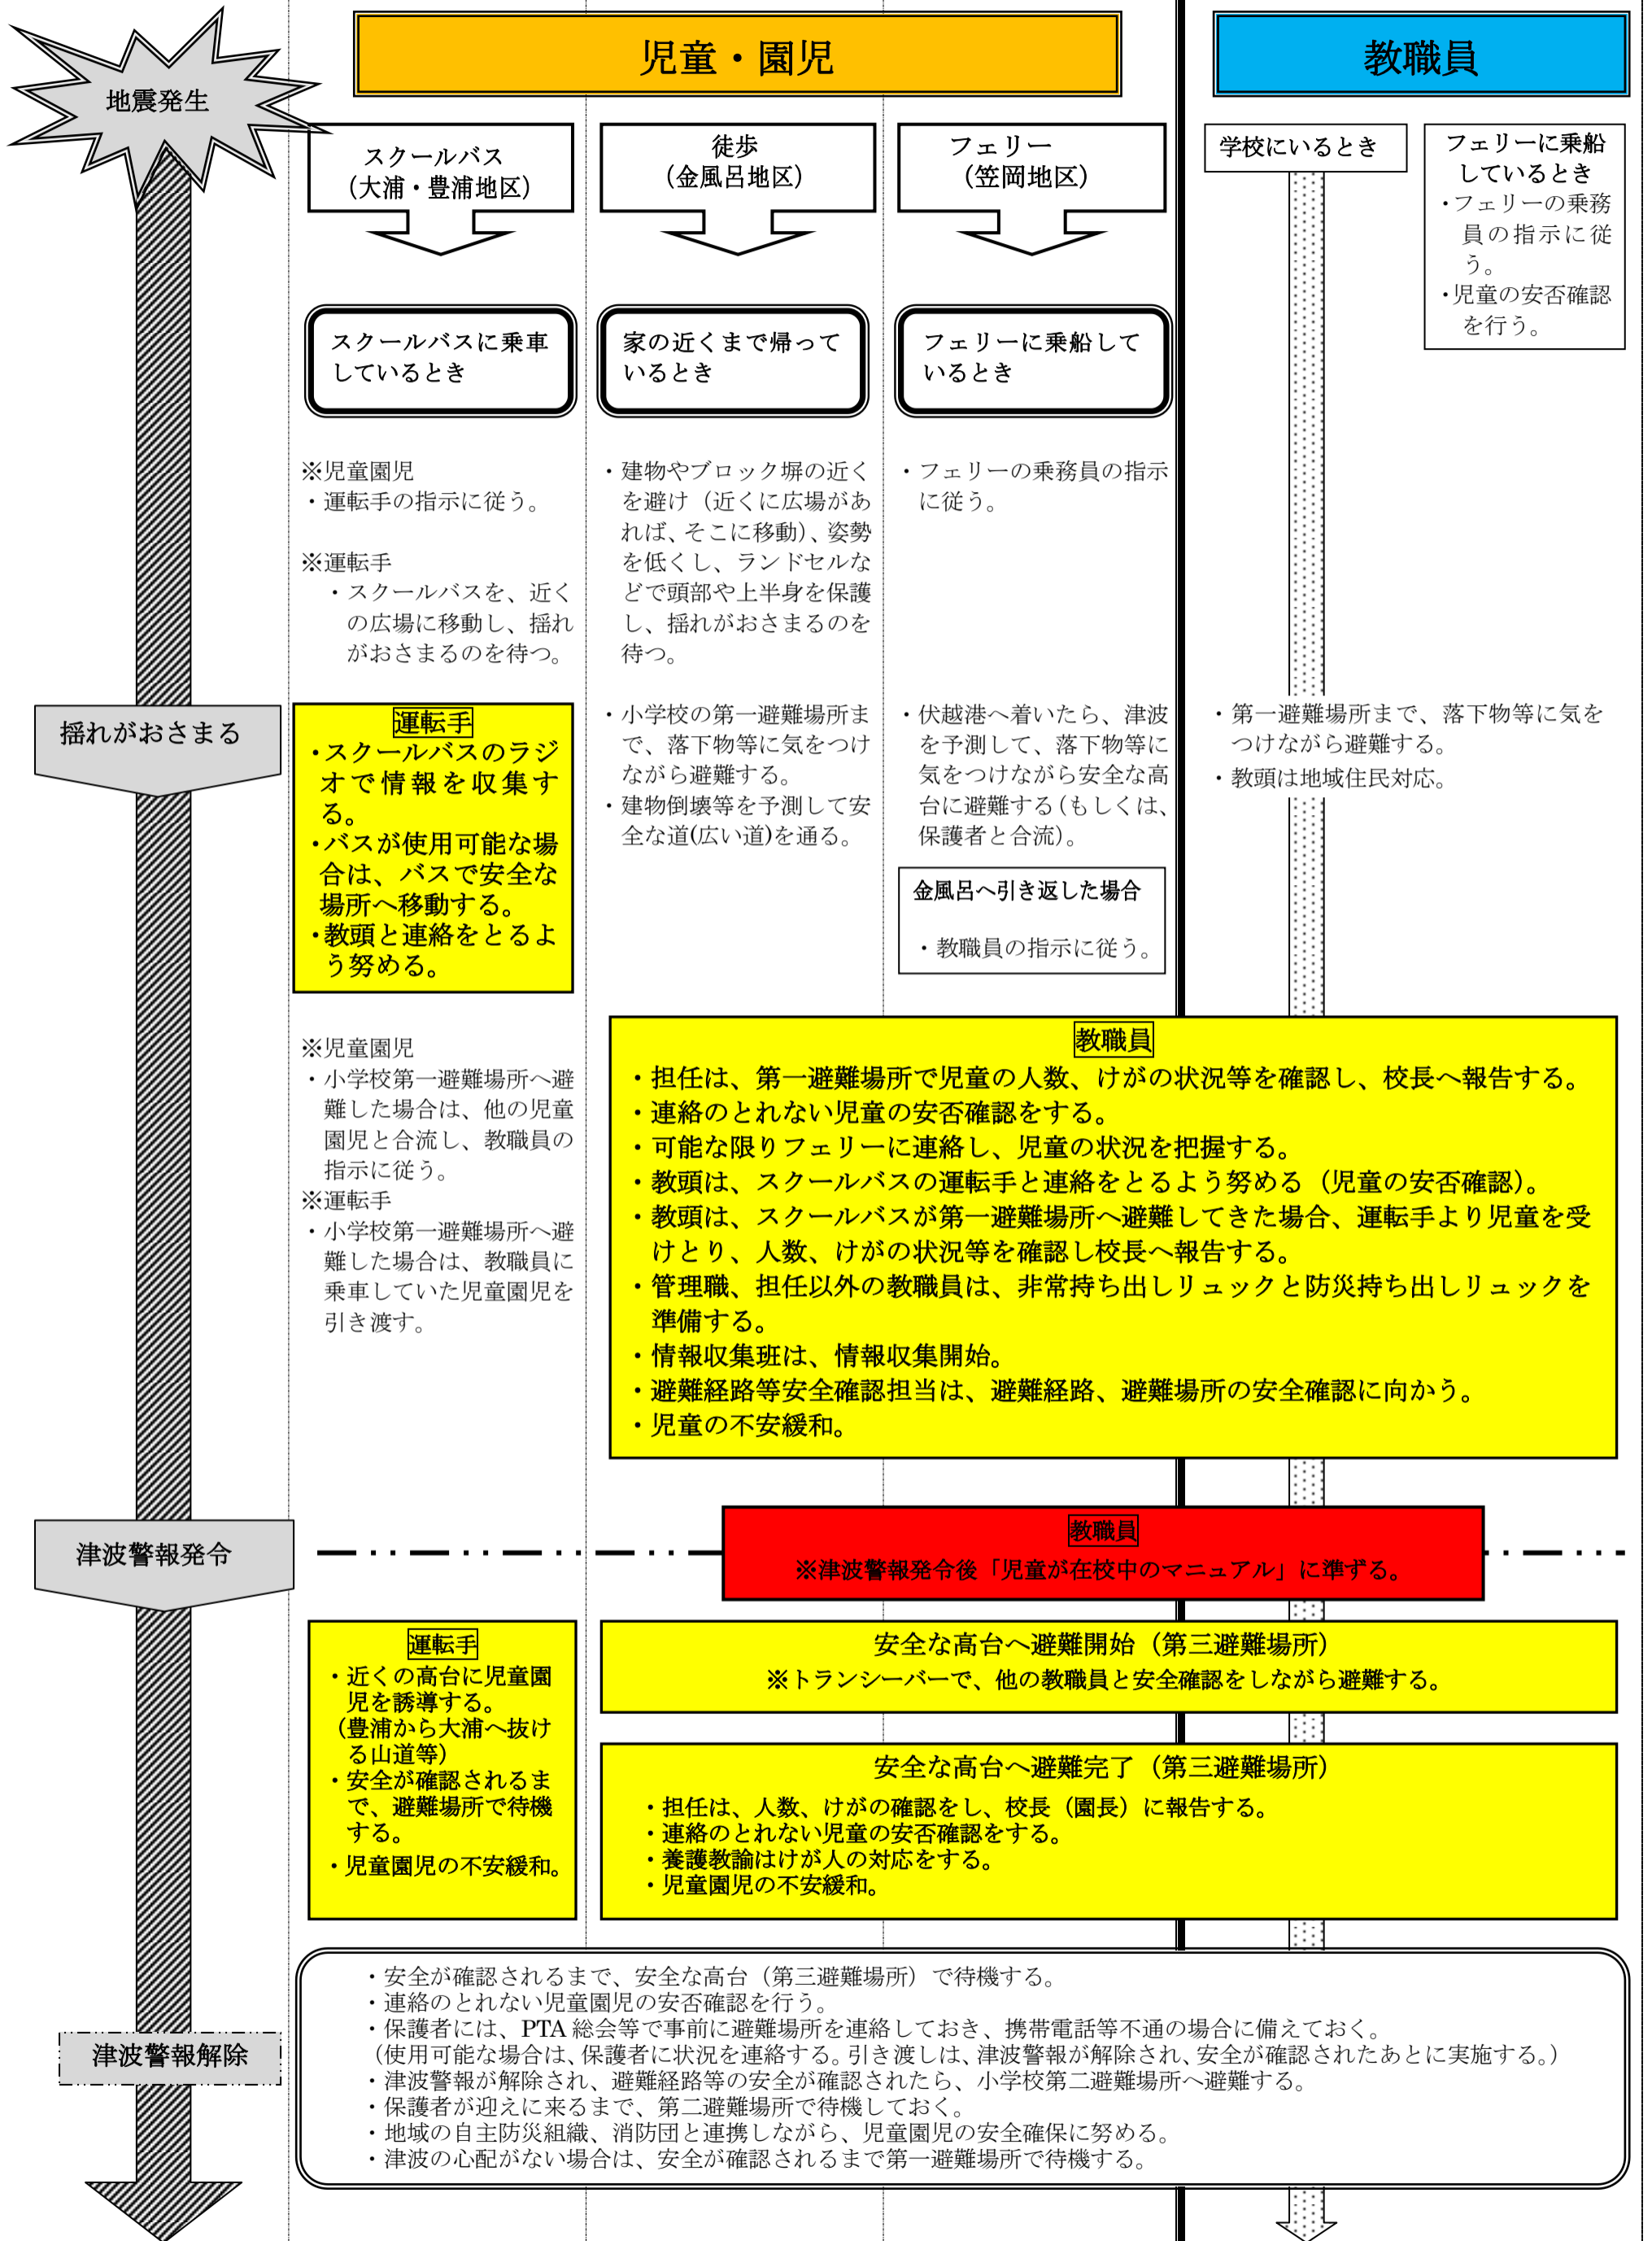 地震発生
児童・園児
教職員
スクールバス
（大浦・豊浦地区）
徒歩
（金風呂地区）
フェリー
（笠岡地区）
学校にいるとき
フェリーに乗船
しているとき
・フェリーの乗務
員の指示に従
う。
・児童の安否確認
を行う。
スクールバスに乗車
しているとき
家の近くまで帰って
いるとき
フェリーに乗船して
いるとき
※児童園児
・運転手の指示に従う。
※運転手
・スクールバスを、近く
の広場に移動し、揺れ
がおさまるのを待つ。
・建物やブロック塀の近く
を避け（近くに広場があ
れば、そこに移動）、姿勢
を低くし、ランドセルな
どで頭部や上半身を保護
し、揺れがおさまるのを
待つ。
・フェリーの乗務員の指示
に従う。
揺れがおさまる
運転手
・スクールバスのラジ
オで情報を収集す
る。
・バスが使用可能な場
合は、バスで安全な
場所へ移動する。
・教頭と連絡をとるよ
う努める。
・小学校の第一避難場所ま
で、落下物等に気をつけ
ながら避難する。
・建物倒壊等を予測して安
全な道(広い道)を通る。
・伏越港へ着いたら、津波
を予測して、落下物等に
気をつけながら安全な高
台に避難する（もしくは、
保護者と合流）。
金風呂へ引き返した場合
・教職員の指示に従う。
・第一避難場所まで、落下物等に気を
つけながら避難する。
・教頭は地域住民対応。
※児童園児
・小学校第一避難場所へ避
難した場合は、他の児童
園児と合流し、教職員の
指示に従う。
※運転手
・小学校第一避難場所へ避
難した場合は、教職員に
乗車していた児童園児を
引き渡す。
教職員
・担任は、第一避難場所で児童の人数、けがの状況等を確認し、校長へ報告する。
・連絡のとれない児童の安否確認をする。
・可能な限りフェリーに連絡し、児童の状況を把握する。
・教頭は、スクールバスの運転手と連絡をとるよう努める（児童の安否確認）。
・教頭は、スクールバスが第一避難場所へ避難してきた場合、運転手より児童を受
けとり、人数、けがの状況等を確認し校長へ報告する。
・管理職、担任以外の教職員は、非常持ち出しリュックと防災持ち出しリュックを
準備する。
・情報収集班は、情報収集開始。
・避難経路等安全確認担当は、避難経路、避難場所の安全確認に向かう。
・児童の不安緩和。
津波警報発令
教職員
※津波警報発令後「児童が在校中のマニュアル」に準ずる。
運転手
・近くの高台に児童園
児を誘導する。
（豊浦から大浦へ抜け
る山道等）
・安全が確認されるま
で、避難場所で待機
する。
・児童園児の不安緩和。
安全な高台へ避難開始（第三避難場所）
※トランシーバーで、他の教職員と安全確認をしながら避難する。
安全な高台へ避難完了（第三避難場所）
・担任は、人数、けがの確認をし、校長（園長）に報告する。
・連絡のとれない児童の安否確認をする。
・養護教諭はけが人の対応をする。
・児童園児の不安緩和。
津波警報解除
・安全が確認されるまで、安全な高台（第三避難場所）で待機する。
・連絡のとれない児童園児の安否確認を行う。
・保護者には、PTA 総会等で事前に避難場所を連絡しておき、携帯電話等不通の場合に備えておく。
（使用可能な場合は、保護者に状況を連絡する。引き渡しは、津波警報が解除され、安全が確認されたあとに実施する。）
・津波警報が解除され、避難経路等の安全が確認されたら、小学校第二避難場所へ避難する。
・保護者が迎えに来るまで、第二避難場所で待機しておく。
・地域の自主防災組織、消防団と連携しながら、児童園児の安全確保に努める。
・津波の心配がない場合は、安全が確認されるまで第一避難場所で待機する。